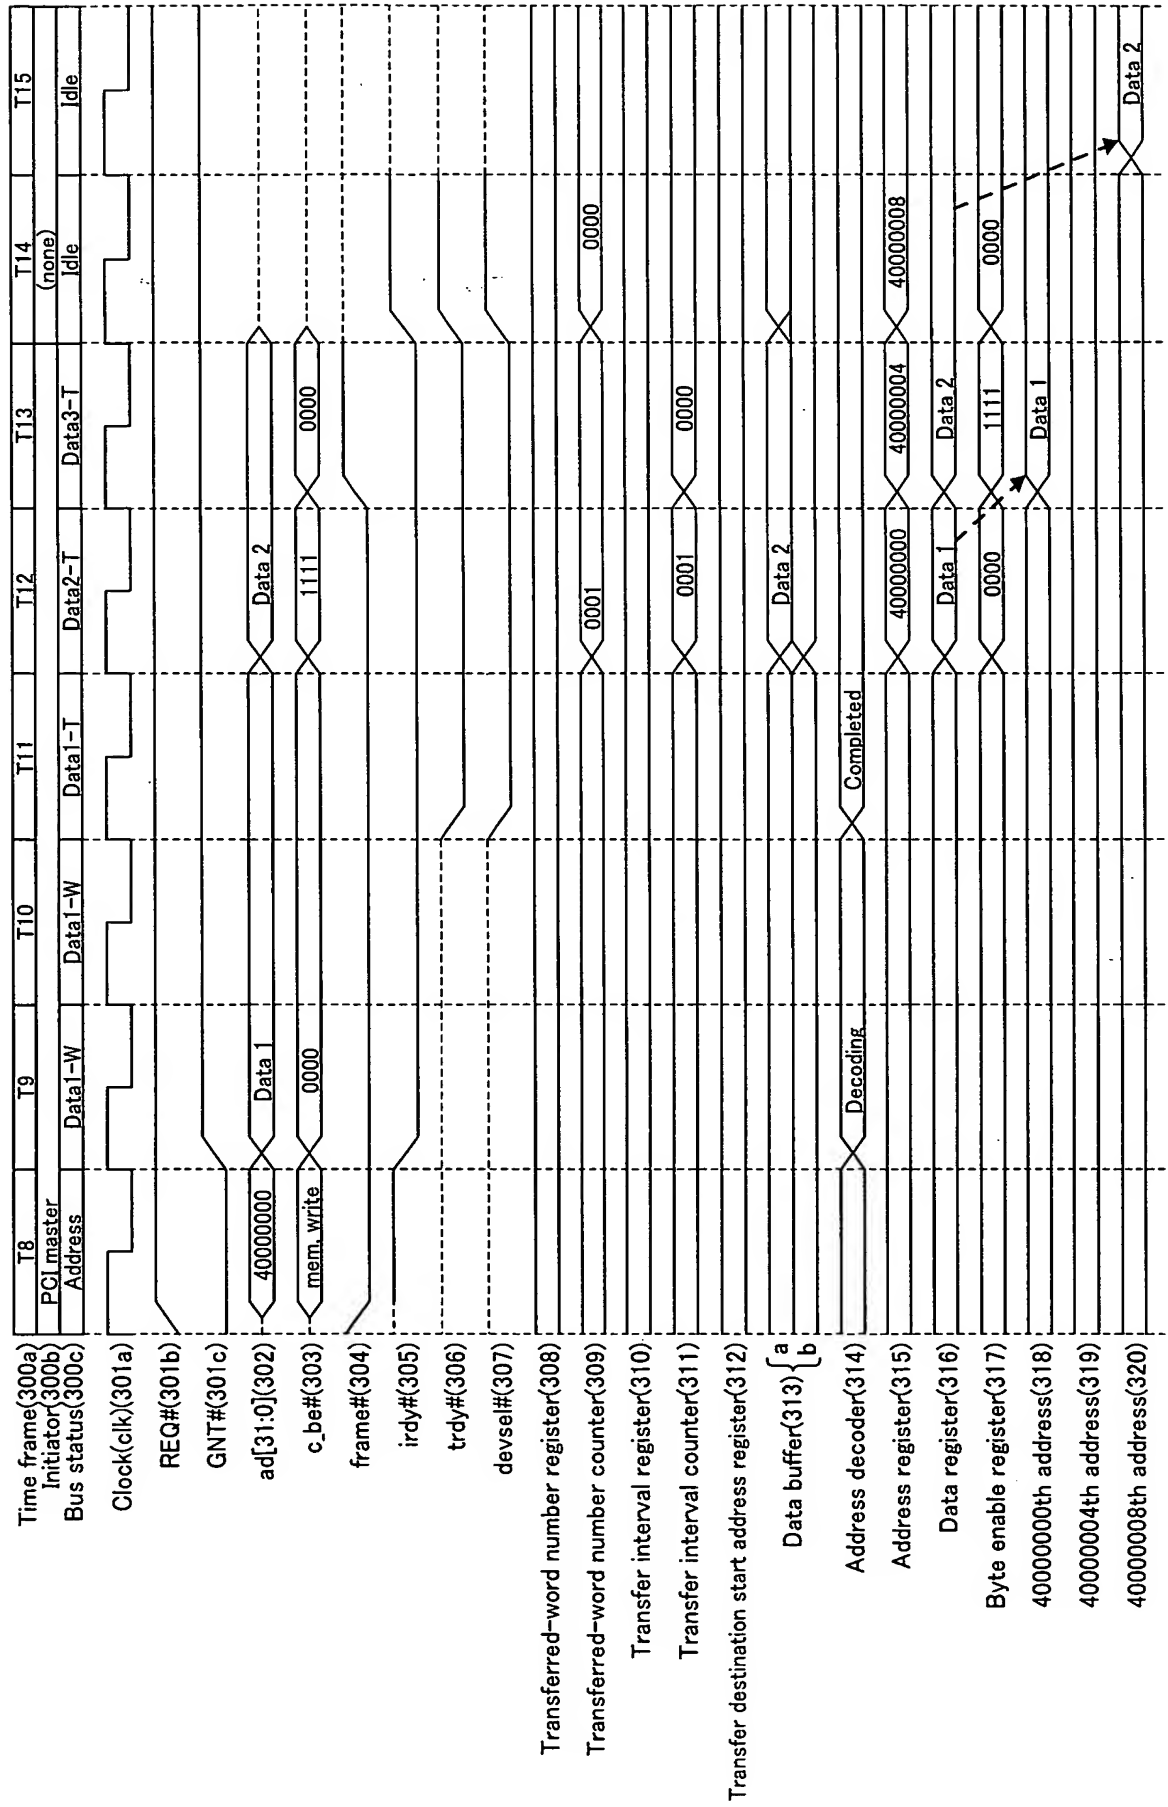 Time frame(300a) T8 T9 T10 T11 T12 T13 T14 T15
Initiator(300b) PCI master (none)
Bus status(300c) Address Data1-W Data1-W Data1-T Data2-T Data3-T Idle Idle
Clock(clk)(301a)
REQ#(301b)
GNT#(301c)
ad[31:0](302) 40000000 Data 1 Data 2
c_be#(303) mem. write 0000 1111 0000
frame#(304)
irdy#(305)
trdy#(306)
devsel#(307)
Transferred-word number register(308)
Transferred-word number counter(309) 0001 0000
Transfer interval register(310)
Transfer interval counter(311) 0001 0000
Transfer destination start address register(312)
Data buffer(313) { a Data 2
b
Address decoder(314) Decoding Completed
Address register(315) 40000000 40000004 40000008
Data register(316) Data 1 Data 2
Byte enable register(317) 0000 1111 0000
40000000th address(318) Data 1
40000004th address(319)
40000008th address(320) Data 2